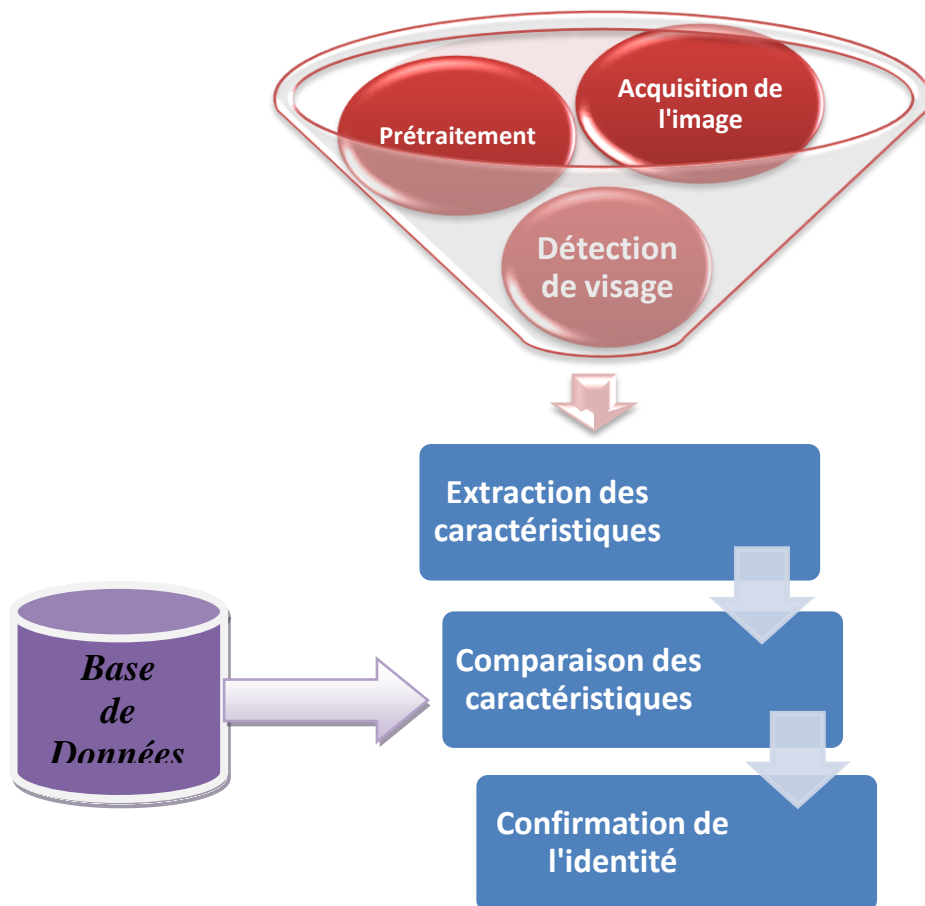 Acquisition de
l'image
Prétraitement
Détection
de visage
Extraction des
caractéristiques
Base
de
Données
Comparaison des
caractéristiques
Confirmation de
l'identité